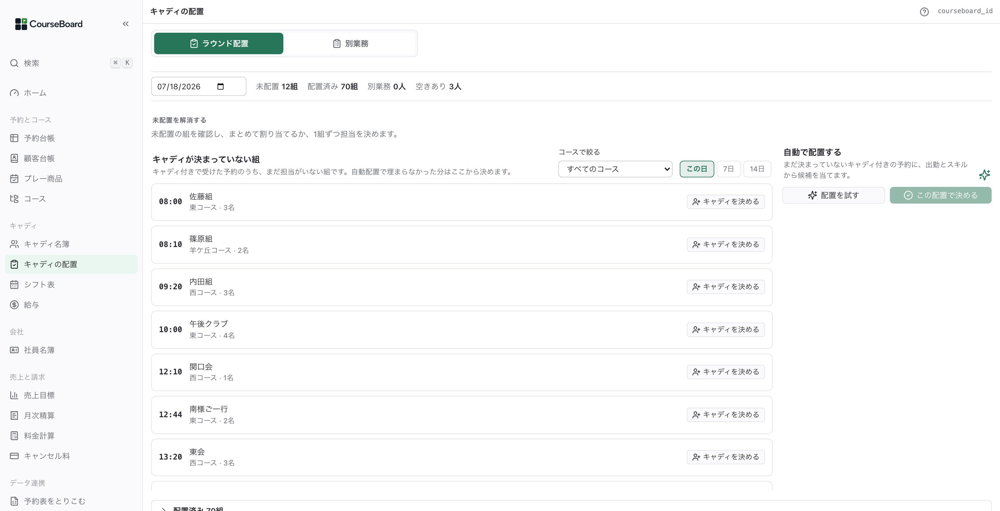 CourseBoard
検索
⌘ K
ホーム
予約とコース
予約台帳
顧客台帳
プレー商品
コース
キャディ
キャディ名簿
キャディの配置
シフト表
給与
会社
社員名簿
売上と請求
売上目標
月次精算
料金計算
キャンセル料
データ連携
予約表をとりこむ
キャディの配置
courseboard_id
ラウンド配置
別業務
07/18/2026
未配置 12組 配置済み 70組 別業務 0人 空きあり 3人
未配置を解消する
未配置の組を確認し、まとめて割り当てるか、1組ずつ担当を決めます。
キャディが決まっていない組
キャディ付きで受けた予約のうち、まだ担当がいない組です。自動配置で埋まらなかった分はここから決めます。
コースで絞る
すべてのコース
この日
7日
14日
08:00
佐藤組
東コース · 3名
キャディを決める
08:10
篠原組
羊ケ丘コース · 2名
キャディを決める
09:20
内田組
西コース · 3名
キャディを決める
10:00
午後クラブ
東コース · 4名
キャディを決める
12:10
関口会
西コース · 1名
キャディを決める
12:44
南様ご一行
東コース · 2名
キャディを決める
13:20
東会
西コース · 3名
キャディを決める
配置済み 70組
自動で配置する
まだ決まっていないキャディ付きの予約に、出勤とスキル
から候補を当てます。
配置を試す
この配置で決める